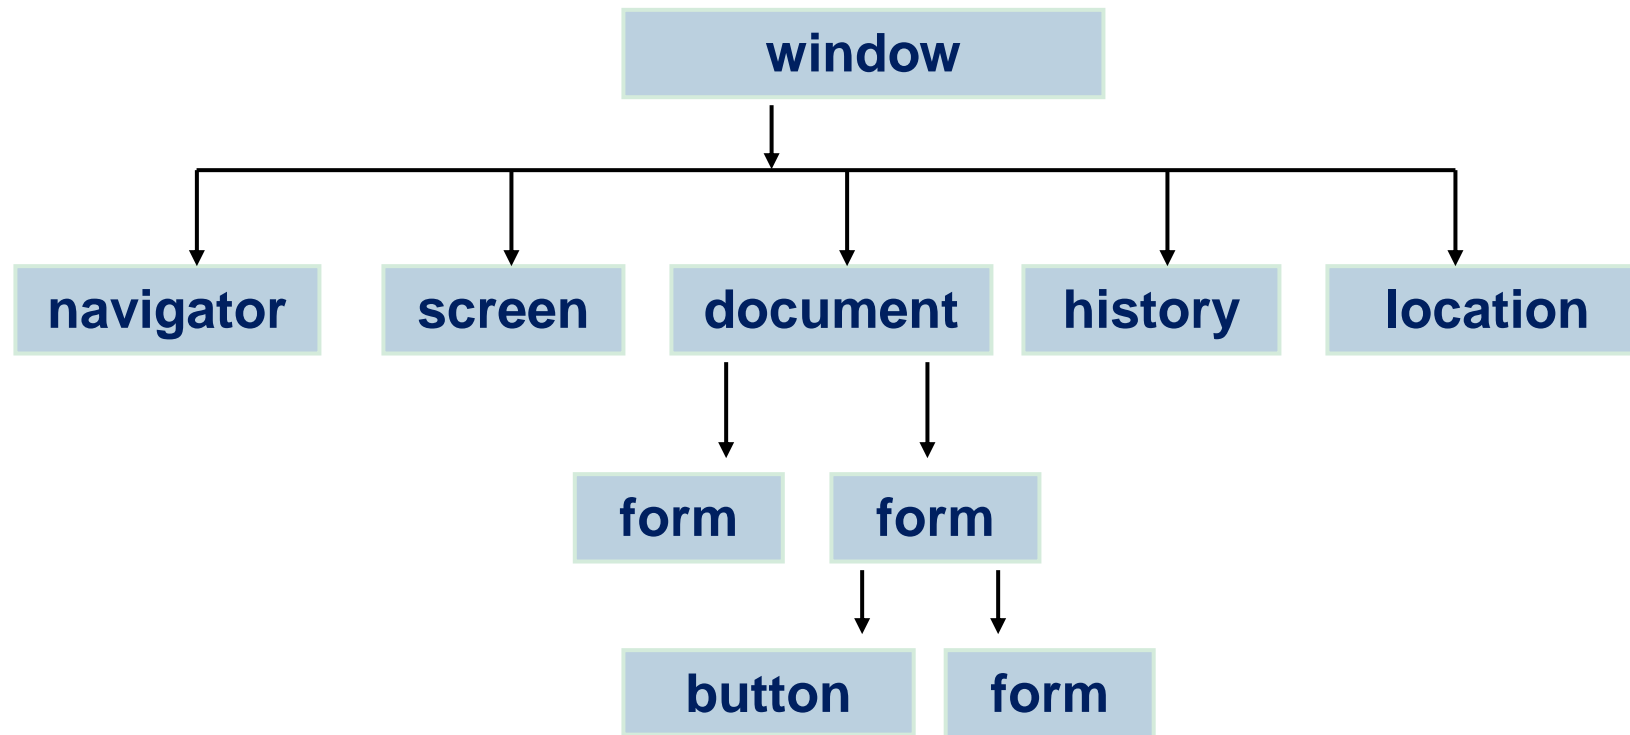 window
navigator
screen
document
history
location
form
form
button
form